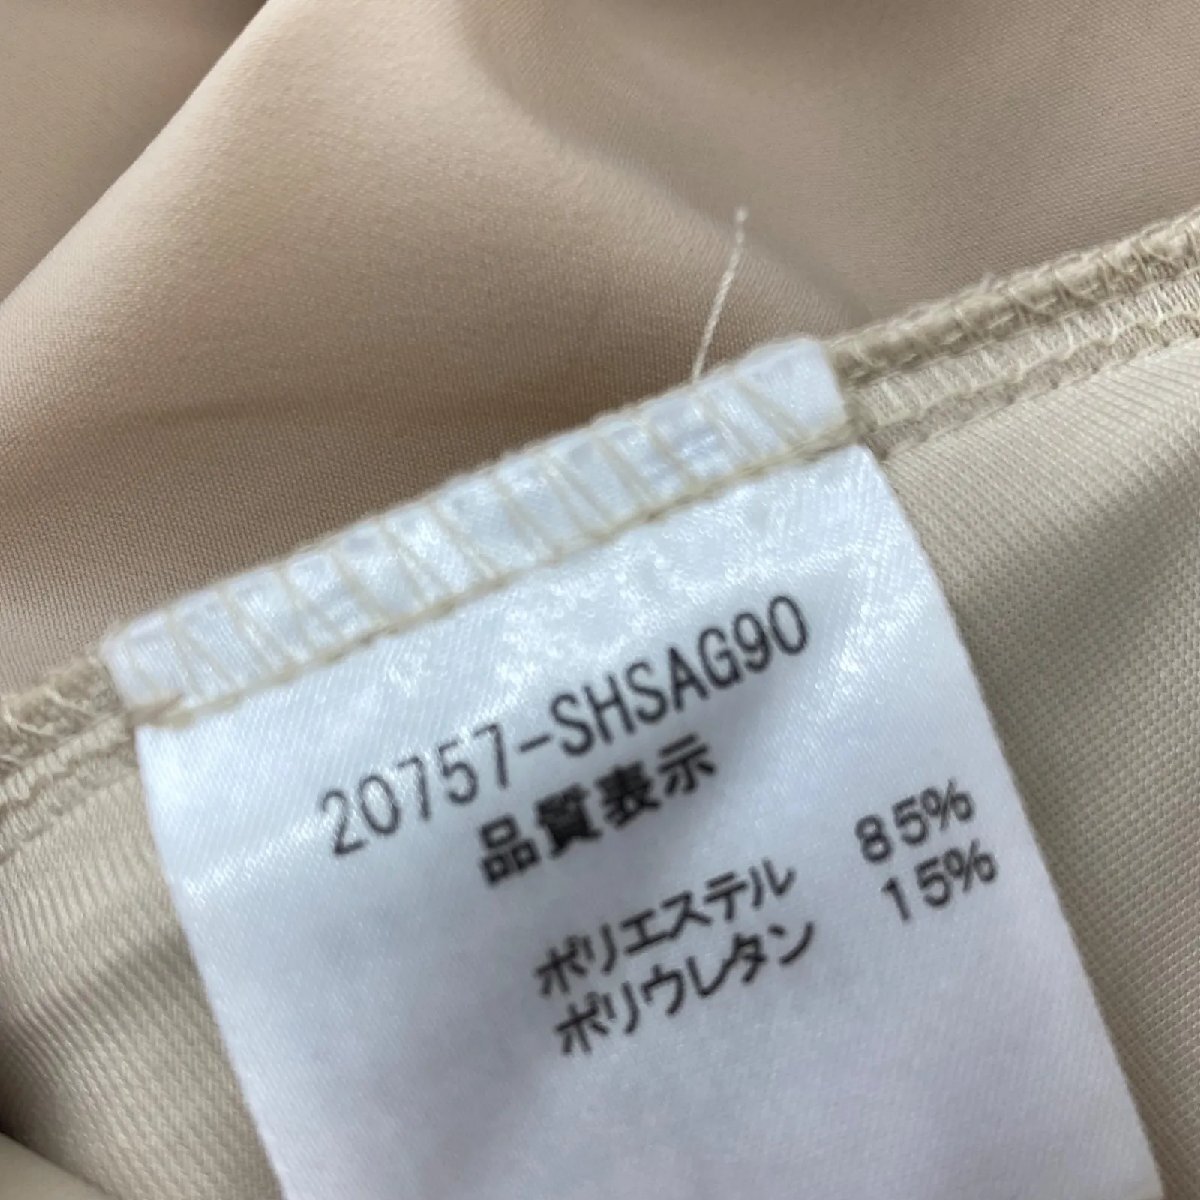 20757-SHSAG90
品質表示
ポリエステル 85%
ポリウレタン 15%